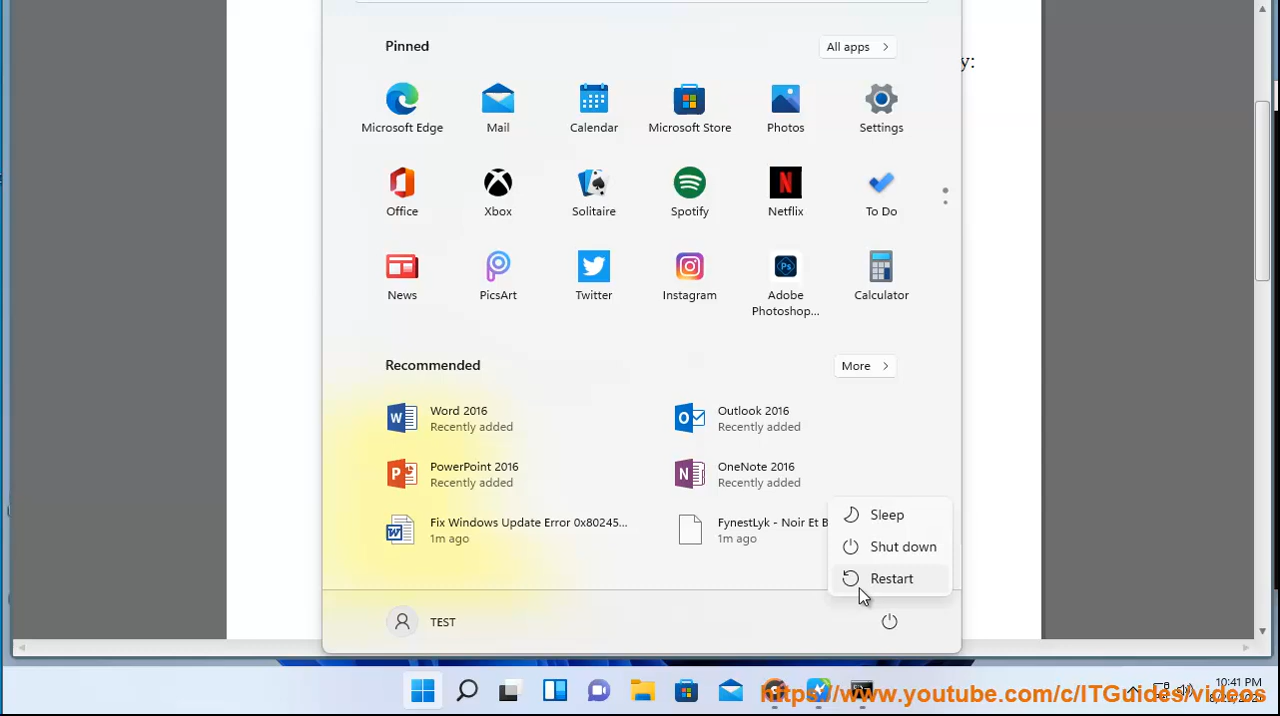 y:
Pinned
All apps
Microsoft Edge
Mail
Calendar
Microsoft Store
Photos
Settings
Office
Xbox
Solitaire
Spotify
Netflix
To Do
News
PicsArt
Twitter
Instagram
Adobe
Photoshop...
Calculator
Recommended
More
Word 2016
Recently added
Outlook 2016
Recently added
PowerPoint 2016
Recently added
OneNote 2016
Recently added
Fix Windows Update Error 0x80245...
1m ago
FynestLyk - Noir Et B
1m ago
Sleep
Shut down
Restart
TEST
10:41 PM
https://www.youtube.com/c/ITGuides/videos